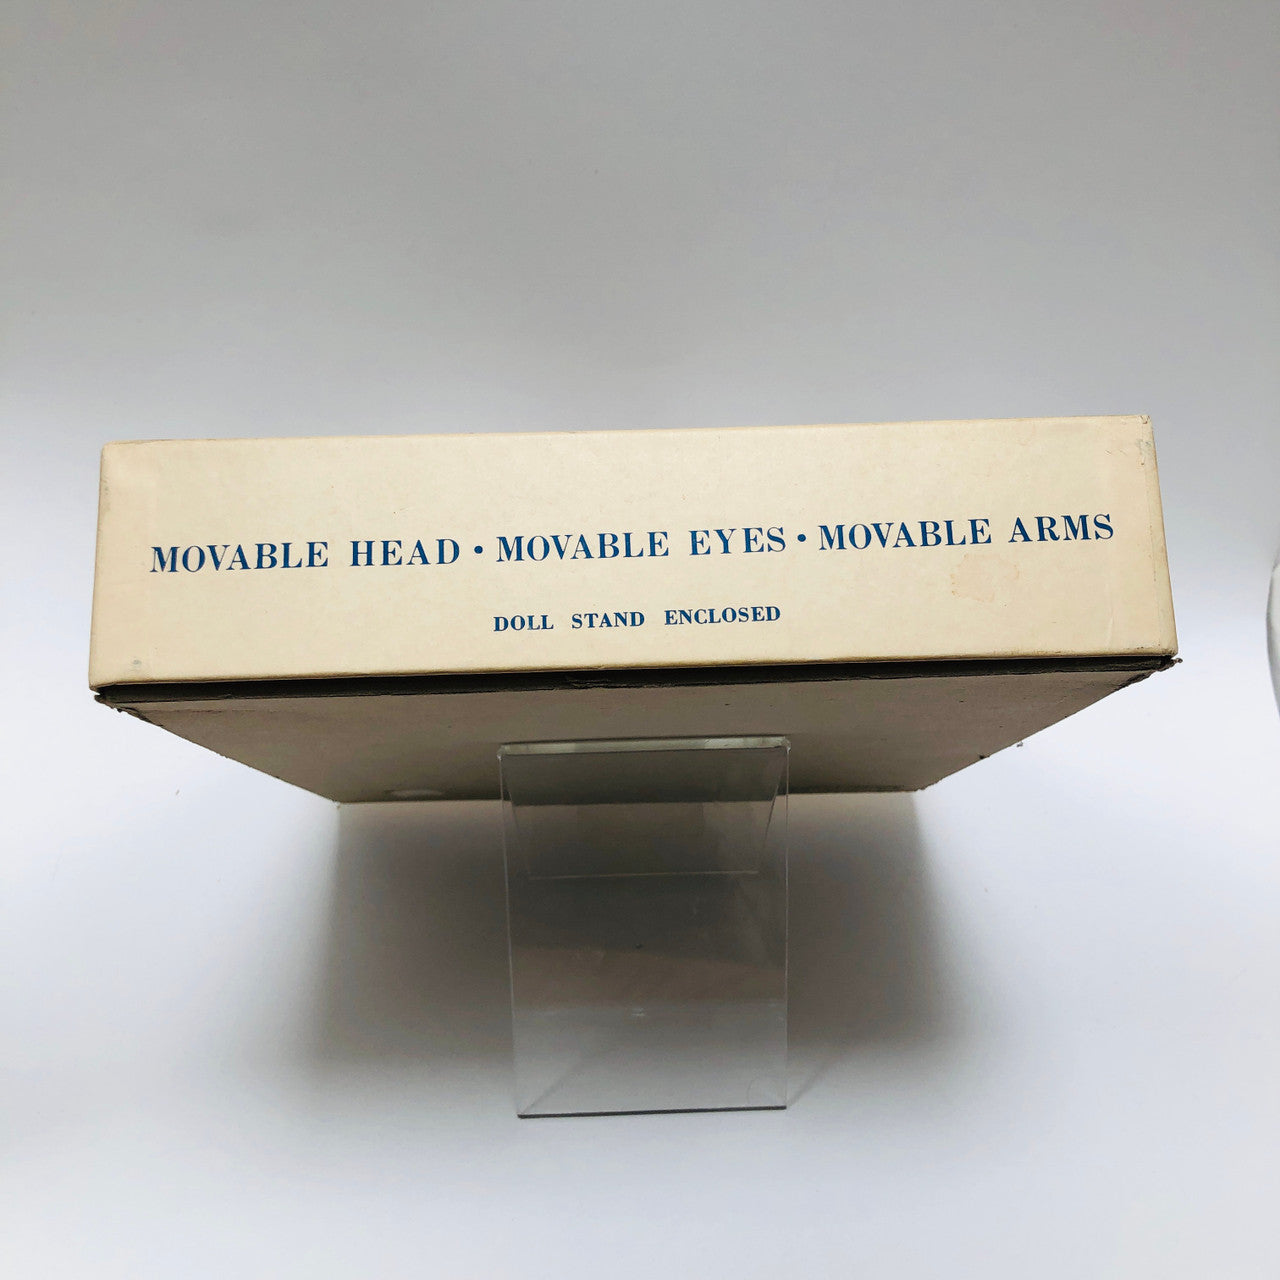 MOVABLE HEAD • MOVABLE EYES • MOVABLE ARMS
DOLL STAND ENCLOSED